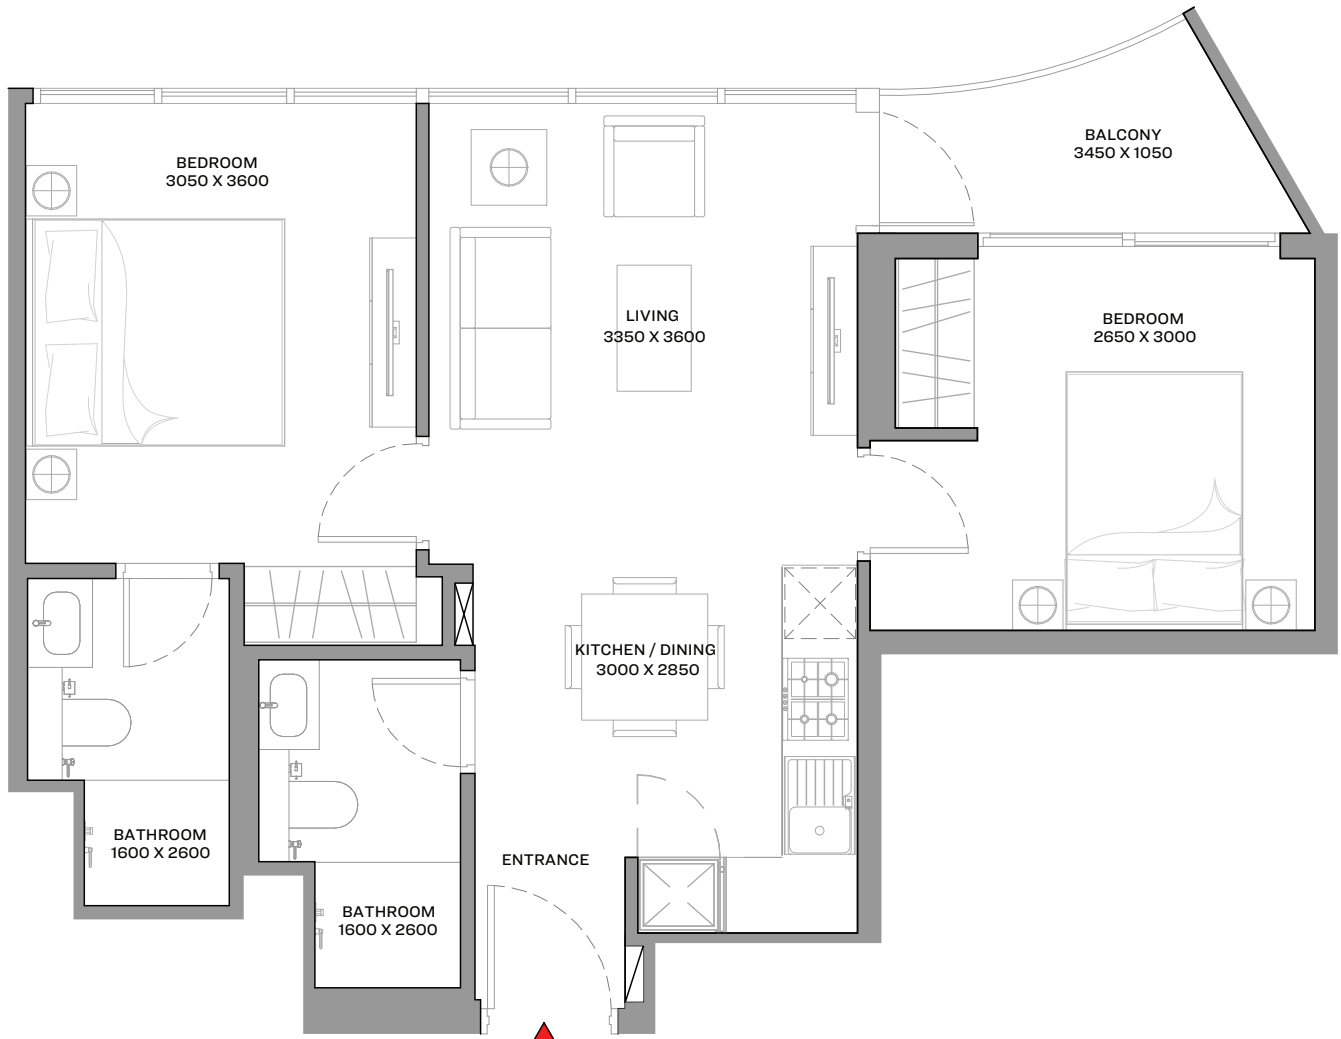 BEDROOM
3050 X 3600
BALCONY
3450 X 1050
LIVING
3350 X 3600
BEDROOM
2650 X 3000
KITCHEN / DINING
3000 X 2850
BATHROOM
1600 X 2600
ENTRANCE
BATHROOM
1600 X 2600